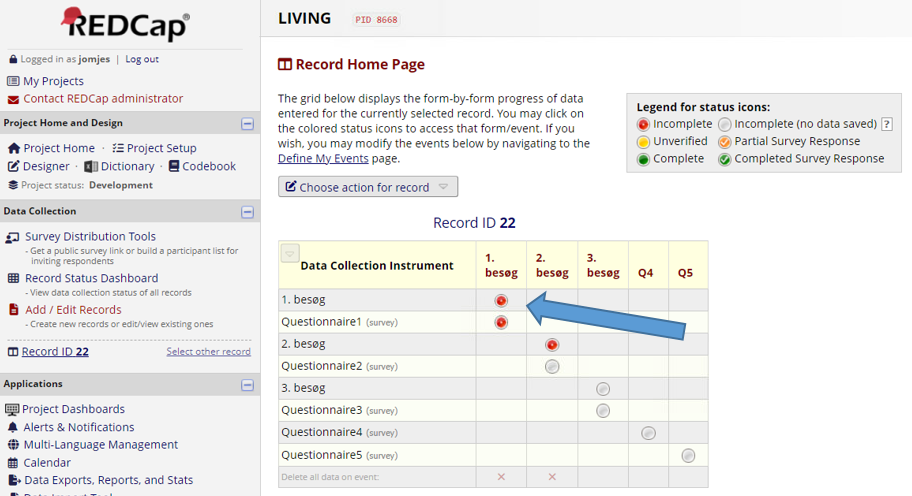 REDCap
Logged in as jomjes | Log out
My Projects
Contact REDCap administrator
Project Home and Design
Project Home · Project Setup
Designer · Dictionary · Codebook
Project status: Development
Data Collection
Survey Distribution Tools
- Get a public survey link or build a participant list for
inviting respondents
Record Status Dashboard
- View data collection status of all records
Add / Edit Records
- Create new records or edit/view existing ones
Record ID 22 Select other record
Applications
Project Dashboards
Alerts & Notifications
Multi-Language Management
Calendar
Data Exports, Reports, and Stats
LIVING PID 8668
Record Home Page
The grid below displays the form-by-form progress of data
entered for the currently selected record. You may click on
the colored status icons to access that form/event. If you
wish, you may modify the events below by navigating to the
Define My Events page.
Legend for status icons:
Incomplete Incomplete (no data saved) ?
Unverified Partial Survey Response
Complete Completed Survey Response
Choose action for record
Record ID 22
Data Collection Instrument 1. besøg 2. besøg 3. besøg Q4 Q5
1. besøg
Questionnaire1 (survey)
2. besøg
Questionnaire2 (survey)
3. besøg
Questionnaire3 (survey)
Questionnaire4 (survey)
Questionnaire5 (survey)
Delete all data on event: